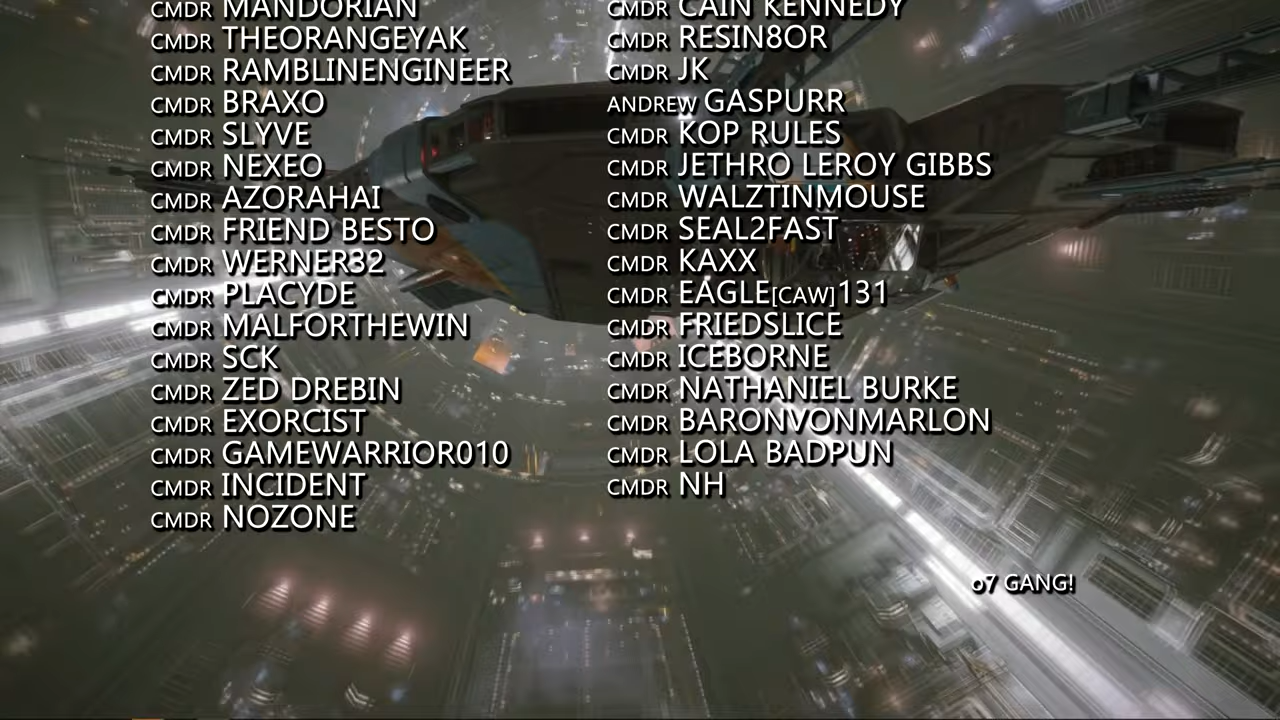 CMDR MANDORIAN
CMDR THEORANGEYAK
CMDR RAMBLINENGINEER
CMDR BRAXO
CMDR SLYVE
CMDR NEXEO
CMDR AZORAHAI
CMDR FRIEND BESTO
CMDR WERNER32
CMDR PLACYDE
CMDR MALFORTHEWIN
CMDR SCK
CMDR ZED DREBIN
CMDR EXORCIST
CMDR GAMEWARRIOR010
CMDR INCIDENT
CMDR NOZONE
CMDR CAIN KENNEDY
CMDR RESIN8OR
CMDR JK
ANDREW GASPURR
CMDR KOP RULES
CMDR JETHRO LEROY GIBBS
CMDR WALZTINMOUSE
CMDR SEAL2FAST
CMDR KAXX
CMDR EAGLE[CAW]131
CMDR FRIEDSLICE
CMDR ICEBORNE
CMDR NATHANIEL BURKE
CMDR BARONVONMARLON
CMDR LOLA BADPUN
CMDR NH
o7 GANG!